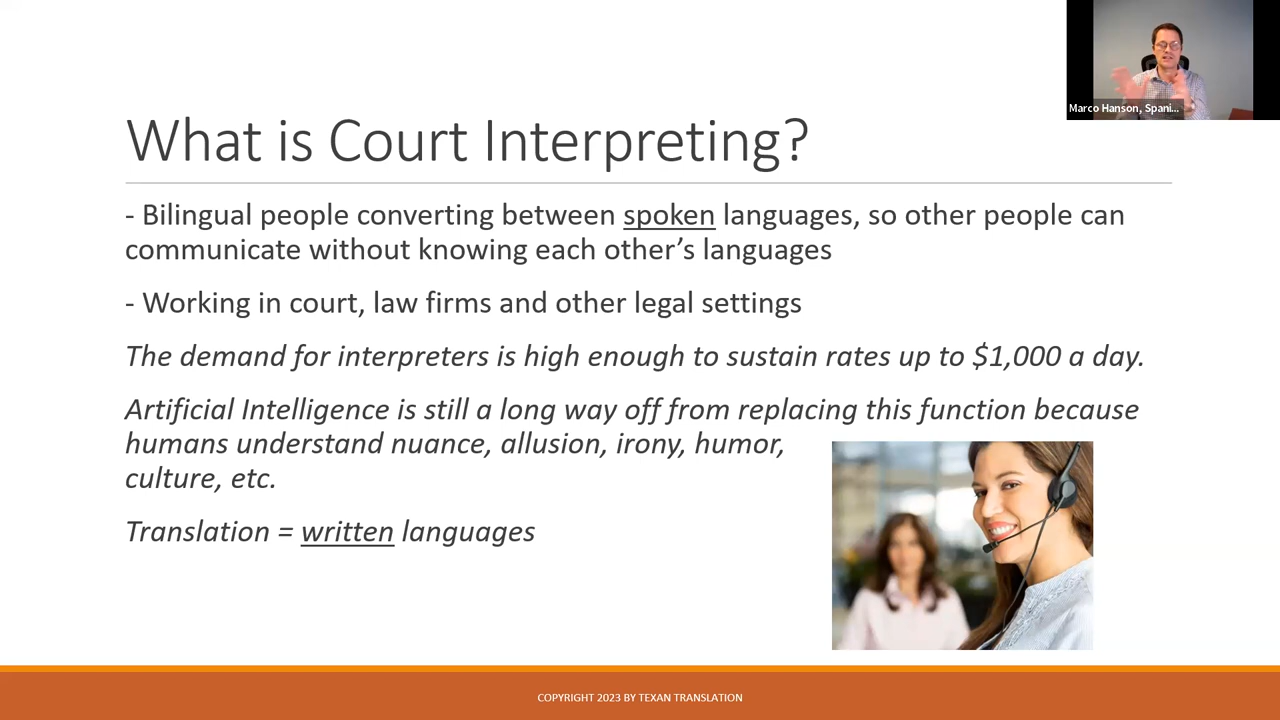 Marco Hanson, Spani...
What is Court Interpreting?
- Bilingual people converting between spoken languages, so other people can
communicate without knowing each other’s languages
- Working in court, law firms and other legal settings
The demand for interpreters is high enough to sustain rates up to $1,000 a day.
Artificial Intelligence is still a long way off from replacing this function because
humans understand nuance, allusion, irony, humor,
culture, etc.
Translation = written languages
COPYRIGHT 2023 BY TEXAN TRANSLATION